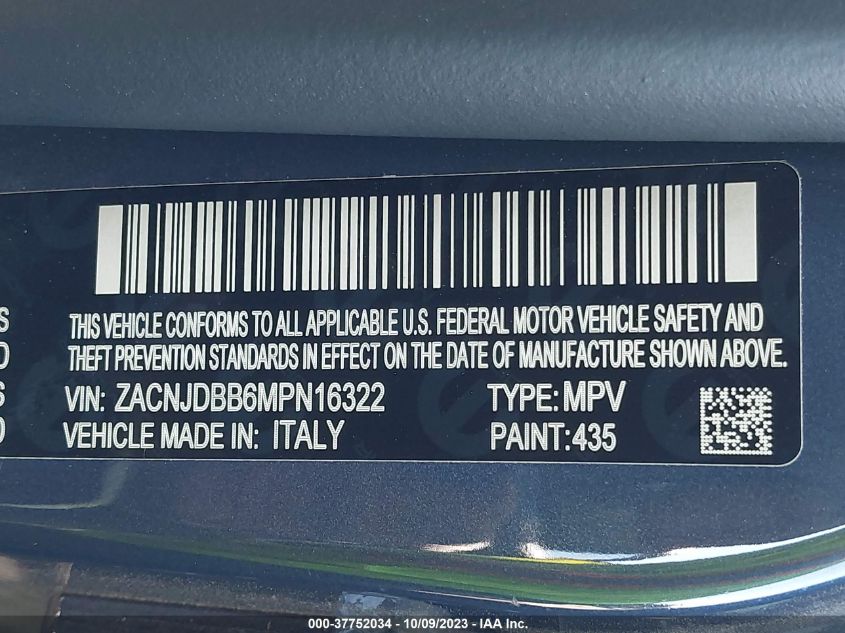 THIS VEHICLE CONFORMS TO ALL APPLICABLE U.S. FEDERAL MOTOR VEHICLE SAFETY AND
THEFT PREVENTION STANDARDS IN EFFECT ON THE DATE OF MANUFACTURE SHOWN ABOVE.
VIN: ZACNJDBB6MPN16322 TYPE: MPV
VEHICLE MADE IN: ITALY PAINT: 435
000-37752034 - 10/09/2023 - IAA Inc.